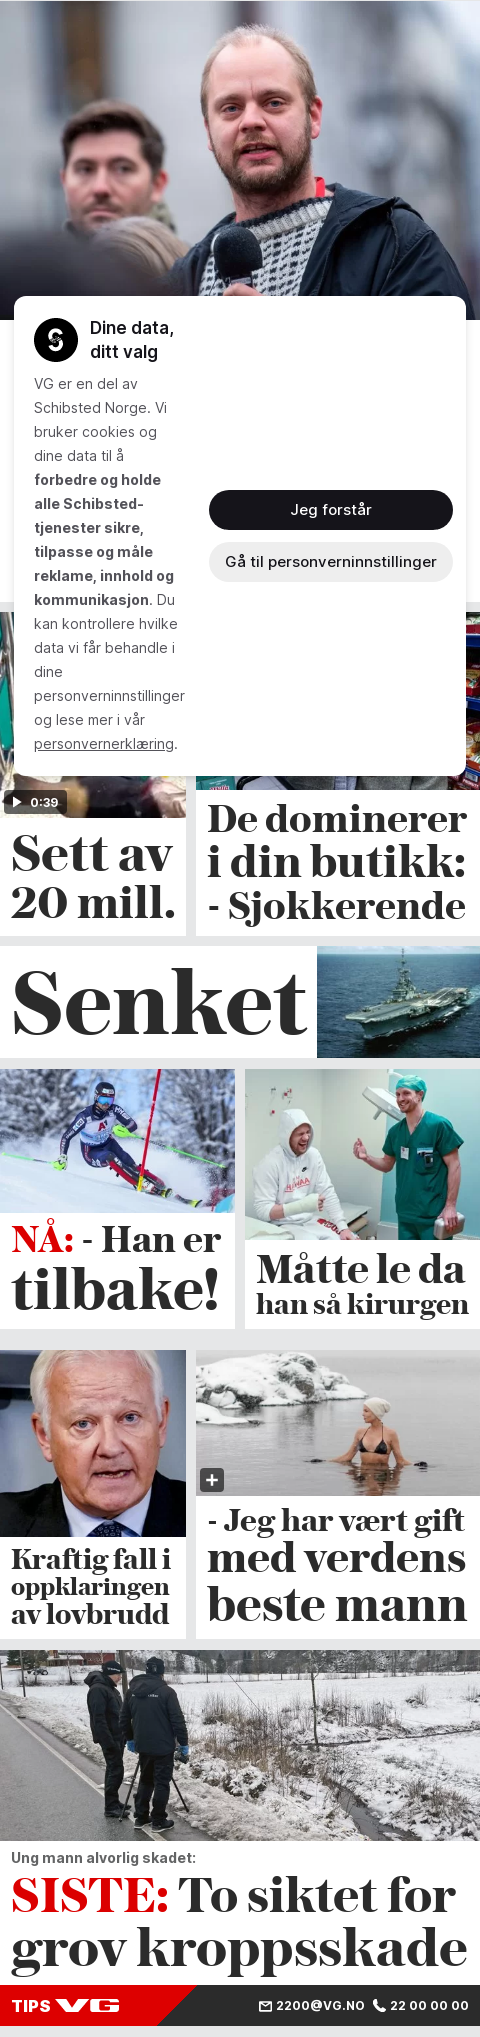 Dine data,
ditt valg
VG er en del av
Schibsted Norge. Vi
bruker cookies og
dine data til å
forbedre og holde
alle Schibsted-
tjenester sikre,
tilpasse og måle
reklame, innhold og
kommunikasjon. Du
kan kontrollere hvilke
data vi får behandle i
dine
personverninnstillinger
og lese mer i vår
personvernerklæring.
Jeg forstår
Gå til personverninnstillinger
0:39
Sett av
20 mill.
De dominerer
i din butikk:
- Sjokkerende
Senket
NÅ: - Han er
tilbake!
Måtte le da
han så kirurgen
Kraftig fall i
oppklaringen
av lovbrudd
- Jeg har vært gift
med verdens
beste mann
Ung mann alvorlig skadet:
SISTE: To siktet for
grov kroppsskade
TIPS VG 2200@VG.NO 22 00 00 00